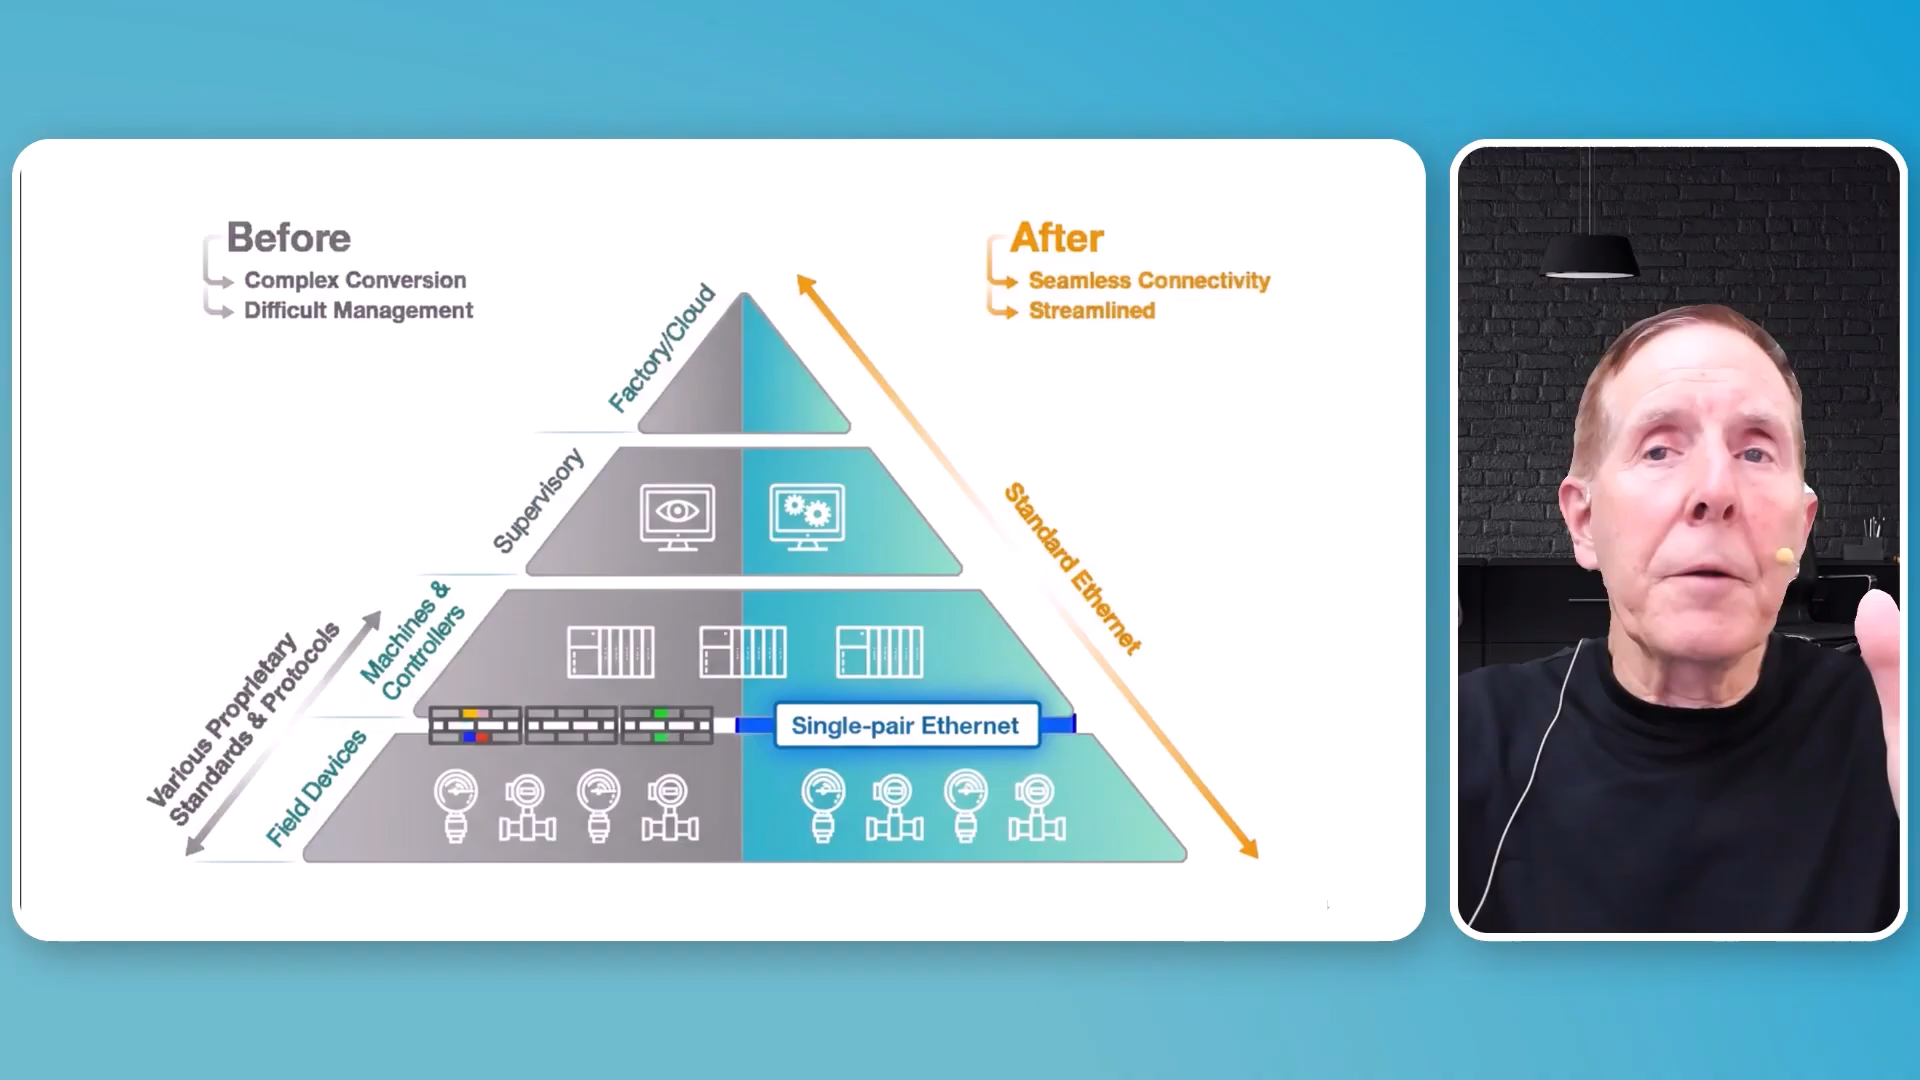 Before
Complex Conversion
Difficult Management
After
Seamless Connectivity
Streamlined
Factory/Cloud
Supervisory
Machines &
Controllers
Field Devices
Various Proprietary
Standards & Protocols
Standard Ethernet
Single-pair Ethernet